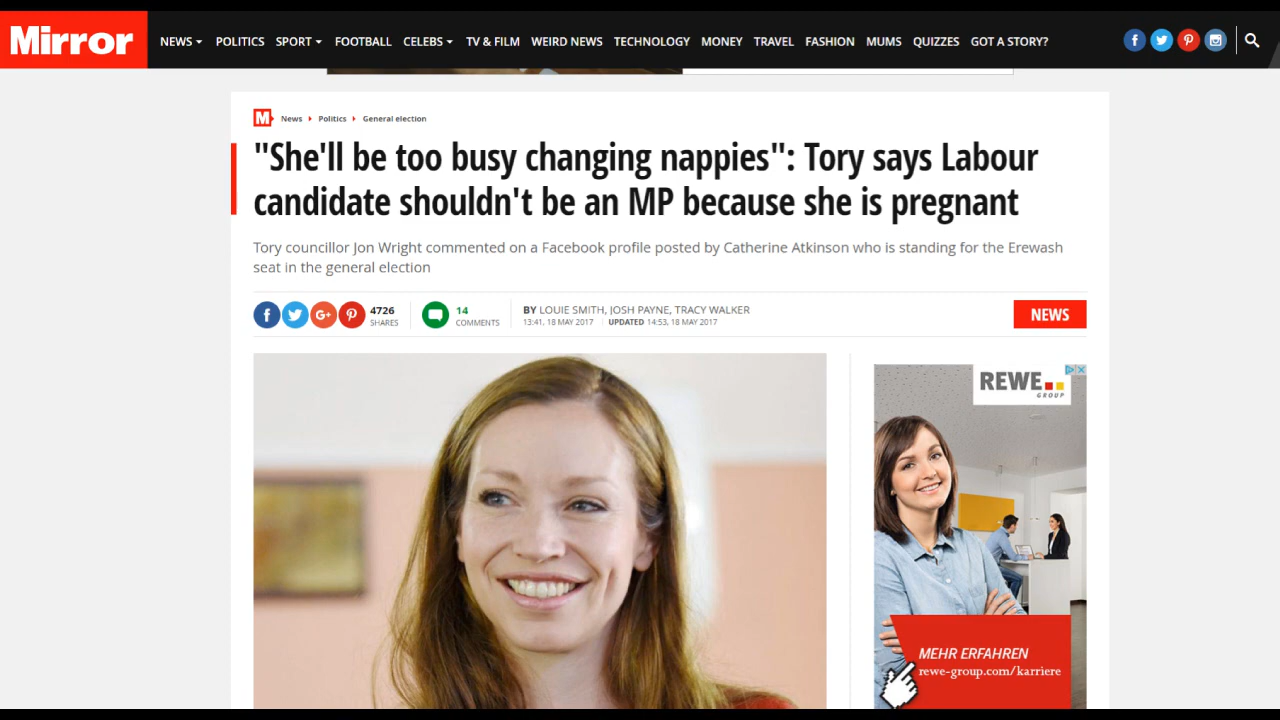 Mirror
NEWS POLITICS SPORT FOOTBALL CELEBS TV & FILM WEIRD NEWS TECHNOLOGY MONEY TRAVEL FASHION MUMS QUIZZES GOT A STORY?
M News Politics General election
"She'll be too busy changing nappies": Tory says Labour
candidate shouldn't be an MP because she is pregnant
Tory councillor Jon Wright commented on a Facebook profile posted by Catherine Atkinson who is standing for the Erewash
seat in the general election
4726
SHARES
14
COMMENTS
BY LOUIE SMITH, JOSH PAYNE, TRACY WALKER
13:41, 18 MAY 2017 UPDATED 14:53, 18 MAY 2017
NEWS
REWE
GROUP
MEHR ERFAHREN
rewe-group.com/karriere